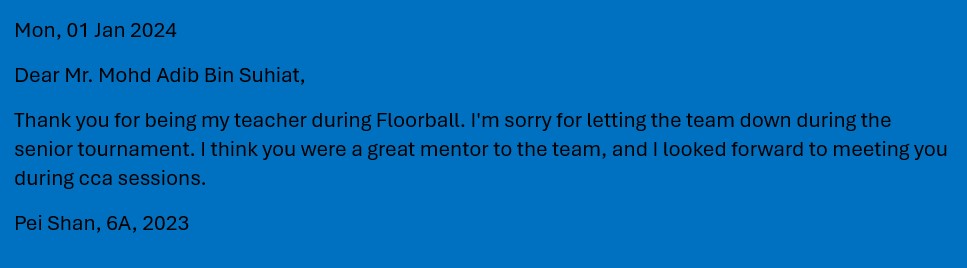 Mon, 01 Jan 2024
Dear Mr. Mohd Adib Bin Suhiat,
Thank you for being my teacher during Floorball. I'm sorry for letting the team down during the
senior tournament. I think you were a great mentor to the team, and I looked forward to meeting you
during cca sessions.
Pei Shan, 6A, 2023